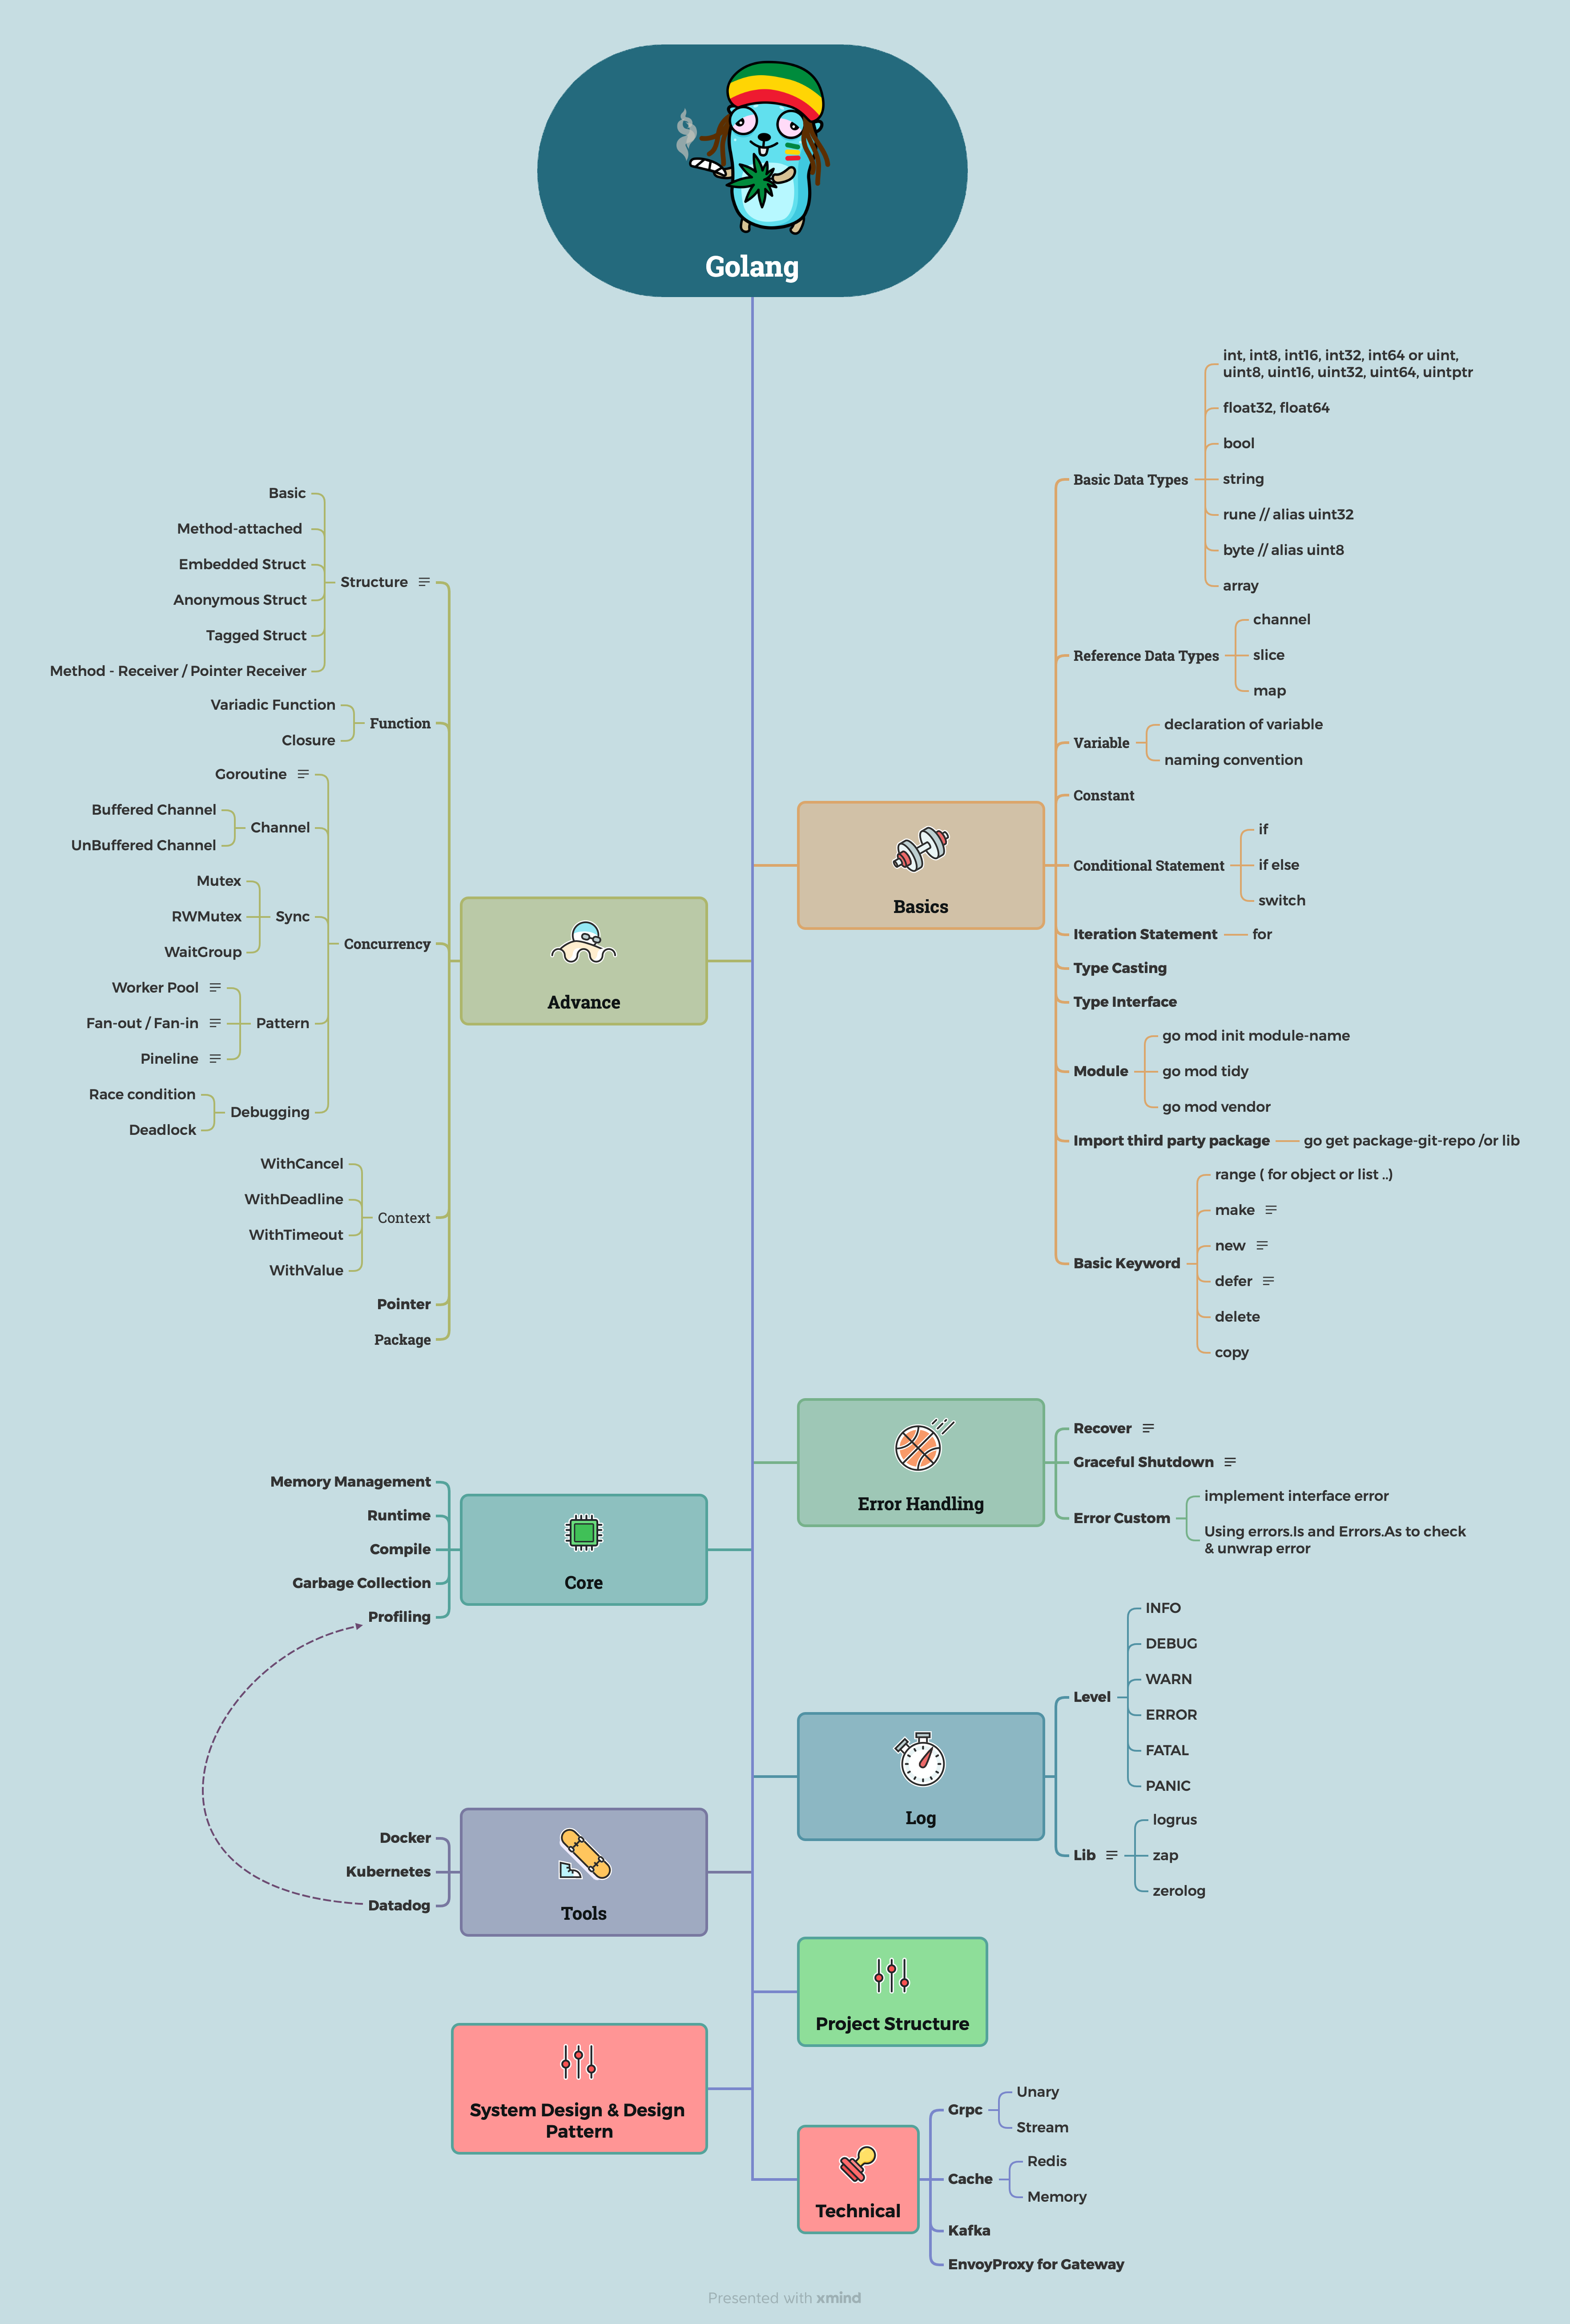 Golang
Basics
Basic Data Types
int, int8, int16, int32, int64 or uint,
uint8, uint16, uint32, uint64, uintptr
float32, float64
bool
string
rune // alias uint32
byte // alias uint8
array
Reference Data Types
channel
slice
map
Variable
declaration of variable
naming convention
Constant
Conditional Statement
if
if else
switch
Iteration Statement
for
Type Casting
Type Interface
Module
go mod init module-name
go mod tidy
go mod vendor
Import third party package
go get package-git-repo /or lib
Basic Keyword
range ( for object or list ..)
make
new
defer
delete
copy
Advance
Structure
Basic
Method-attached
Embedded Struct
Anonymous Struct
Tagged Struct
Method - Receiver / Pointer Receiver
Function
Variadic Function
Closure
Concurrency
Goroutine
Channel
Buffered Channel
UnBuffered Channel
Sync
Mutex
RWMutex
WaitGroup
Pattern
Worker Pool
Fan-out / Fan-in
Pineline
Debugging
Race condition
Deadlock
Context
WithCancel
WithDeadline
WithTimeout
WithValue
Pointer
Package
Error Handling
Recover
Graceful Shutdown
Error Custom
implement interface error
Using errors.Is and Errors.As to check
& unwrap error
Core
Memory Management
Runtime
Compile
Garbage Collection
Profiling
Log
Level
INFO
DEBUG
WARN
ERROR
FATAL
PANIC
Lib
logrus
zap
zerolog
Tools
Docker
Kubernetes
Datadog
Project Structure
System Design & Design
Pattern
Technical
Grpc
Unary
Stream
Cache
Redis
Memory
Kafka
EnvoyProxy for Gateway
Presented with xmind